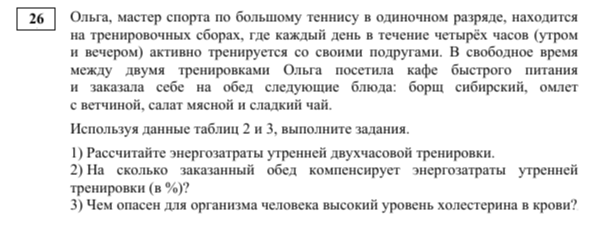 26
Ольга, мастер спорта по большому теннису в одиночном разряде, находится
на тренировочных сборах, где каждый день в течение четырёх часов (утром
и вечером) активно тренируется со своими подругами. В свободное время
между двумя тренировками Ольга посетила кафе быстрого питания
и заказала себе на обед следующие блюда: борщ сибирский, омлет
с ветчиной, салат мясной и сладкий чай.
Используя данные таблиц 2 и 3, выполните задания.
1) Рассчитайте энергозатраты утренней двухчасовой тренировки.
2) На сколько заказанный обед компенсирует энергозатраты утренней
тренировки (в %)?
3) Чем опасен для организма человека высокий уровень холестерина в крови?